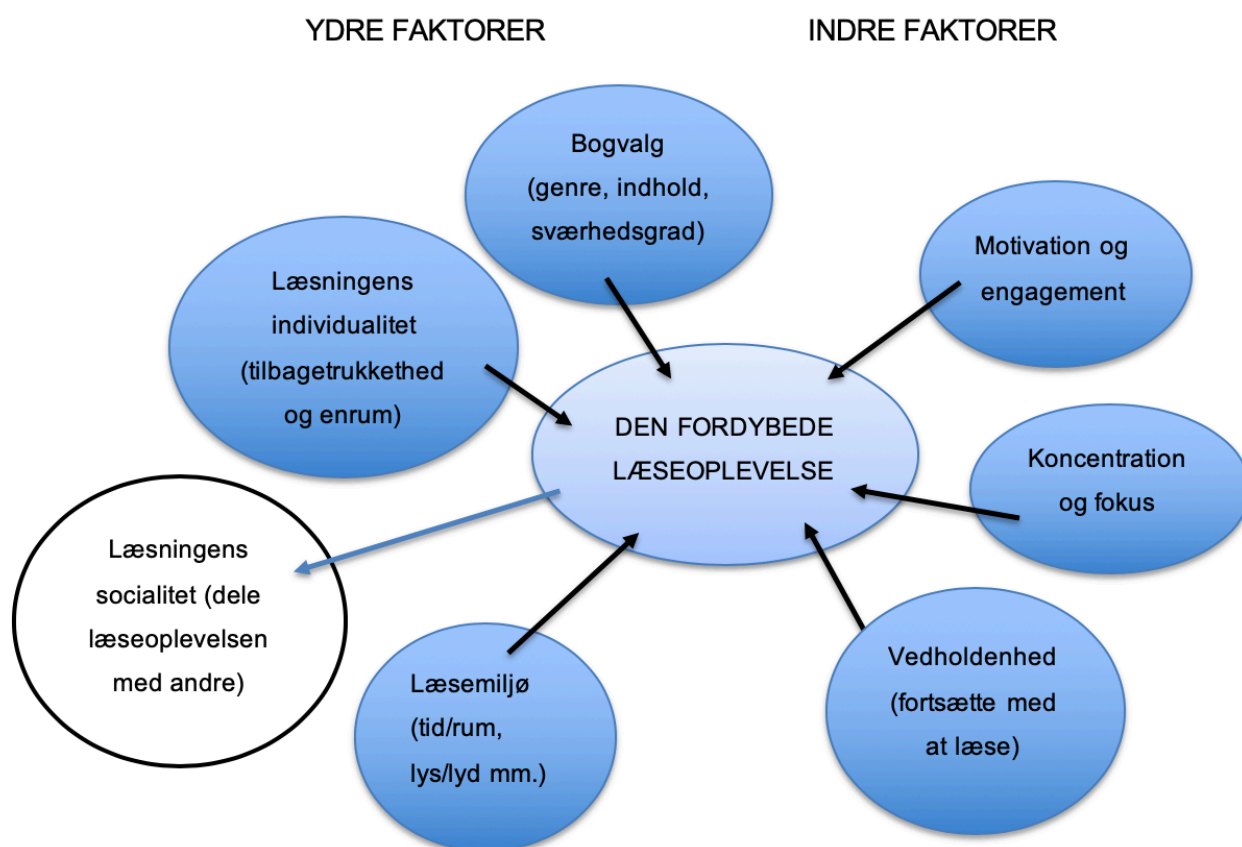 YDRE FAKTORER
INDRE FAKTORER
Bogvalg
(genre, indhold,
sværhedsgrad)
Læsningens
individualitet
(tilbagetrukkethed
og enrum)
Motivation og
engagement
DEN FORDYBEDE
LÆSEOPLEVELSE
Koncentration
og fokus
Læsningens
socialitet (dele
læseoplevelsen
med andre)
Læsemiljø
(tid/rum,
lys/lyd mm.)
Vedholdenhed
(fortsætte med
at læse)